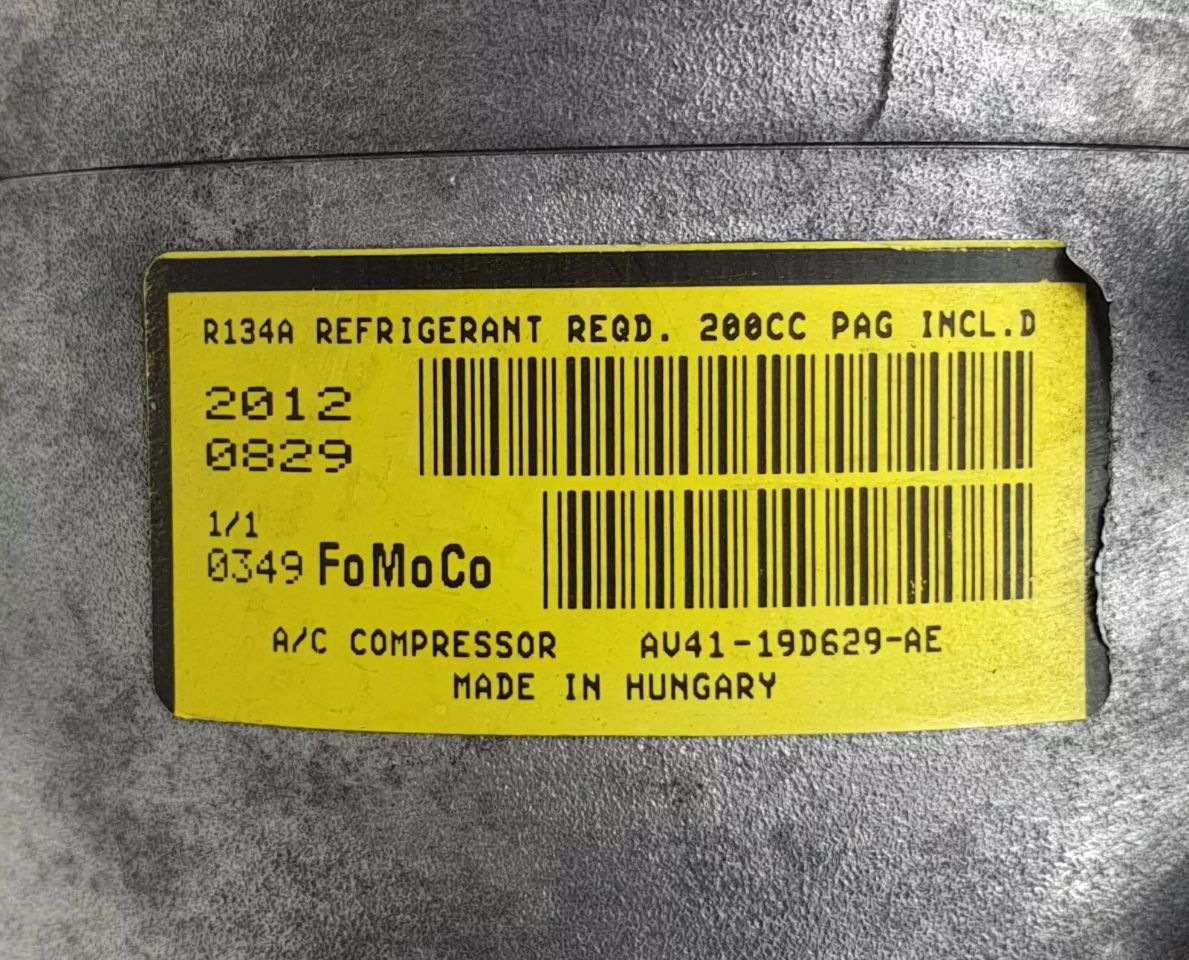 R134A REFRIGERANT REQD. 200CC PAG INCL.D
2012
0829
1/1
0349 FoMoCo
A/C COMPRESSOR AV41-19D629-AE
MADE IN HUNGARY